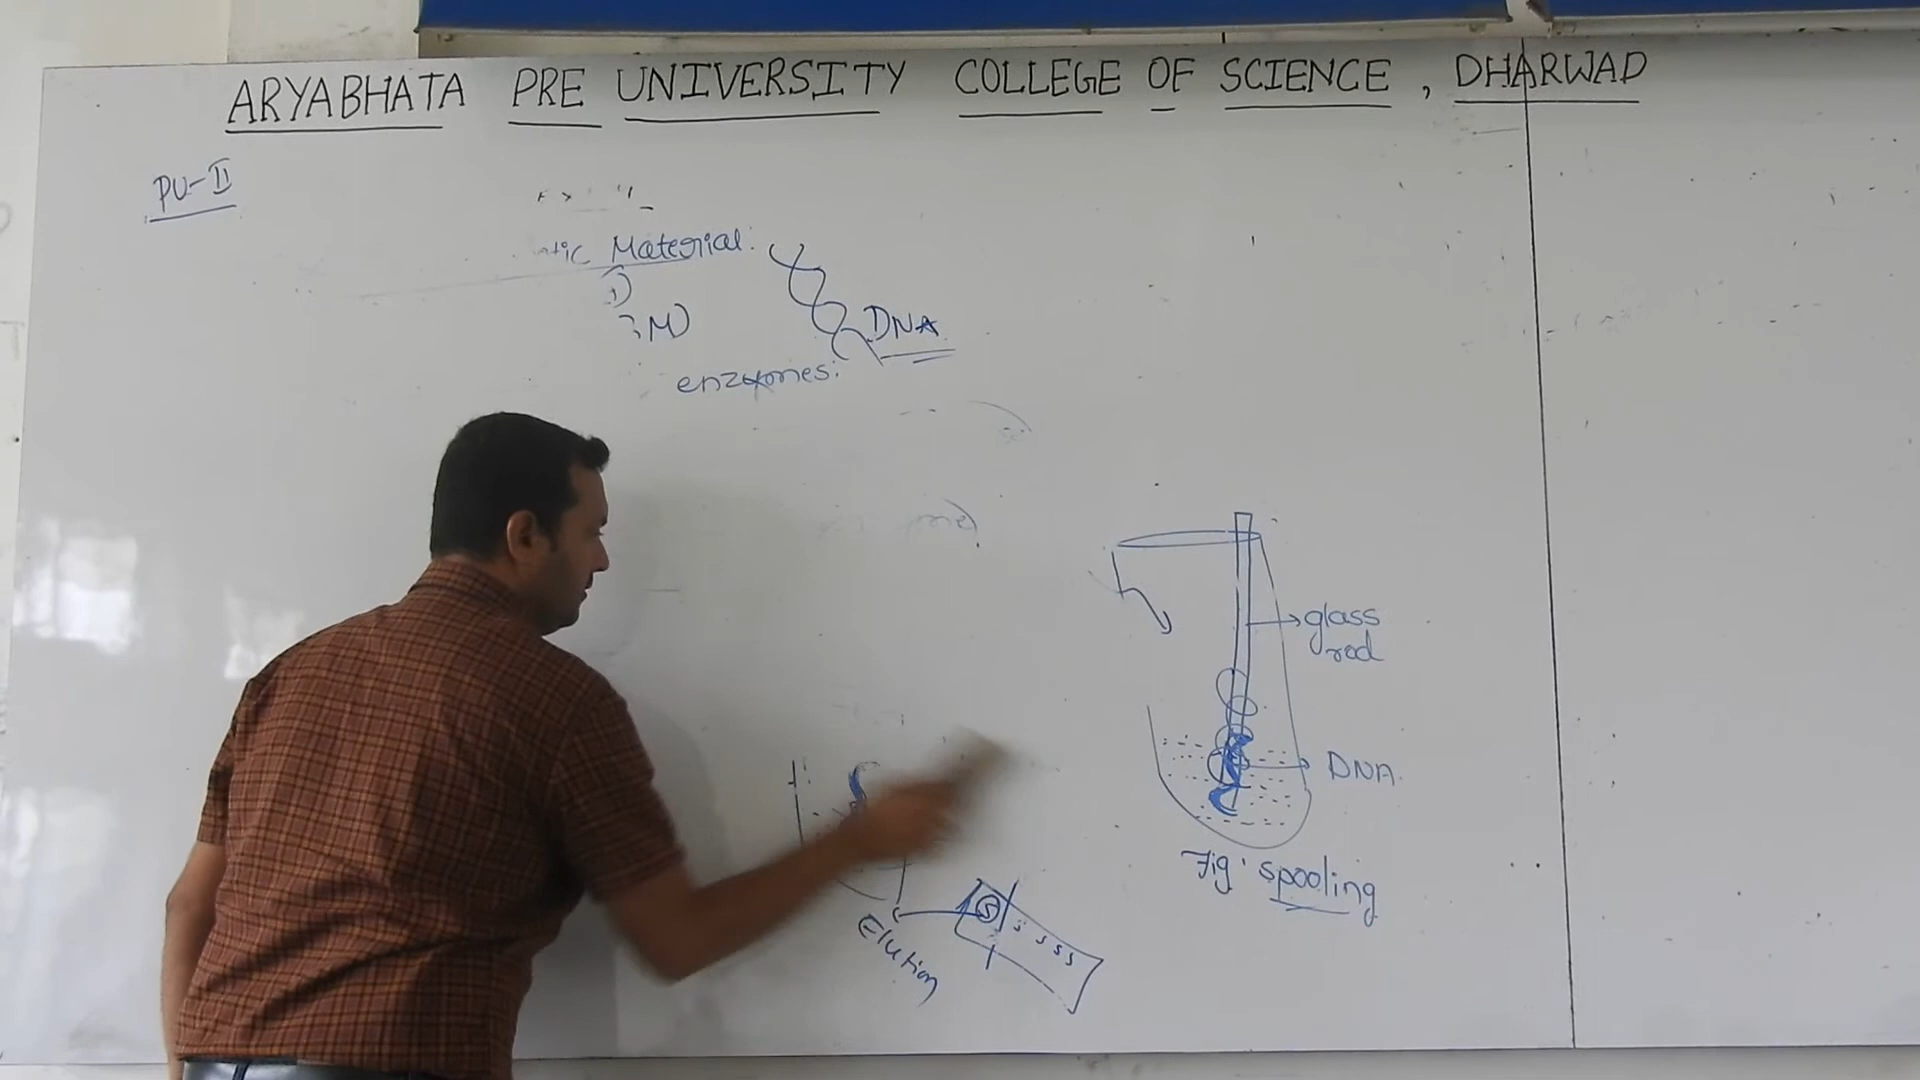 ARYABHATA PRE UNIVERSITY COLLEGE OF SCIENCE, DHARWAD
PU-II
Material:
DNA
enzymes:
glass
rod
DNA
Fig: spooling
Elution